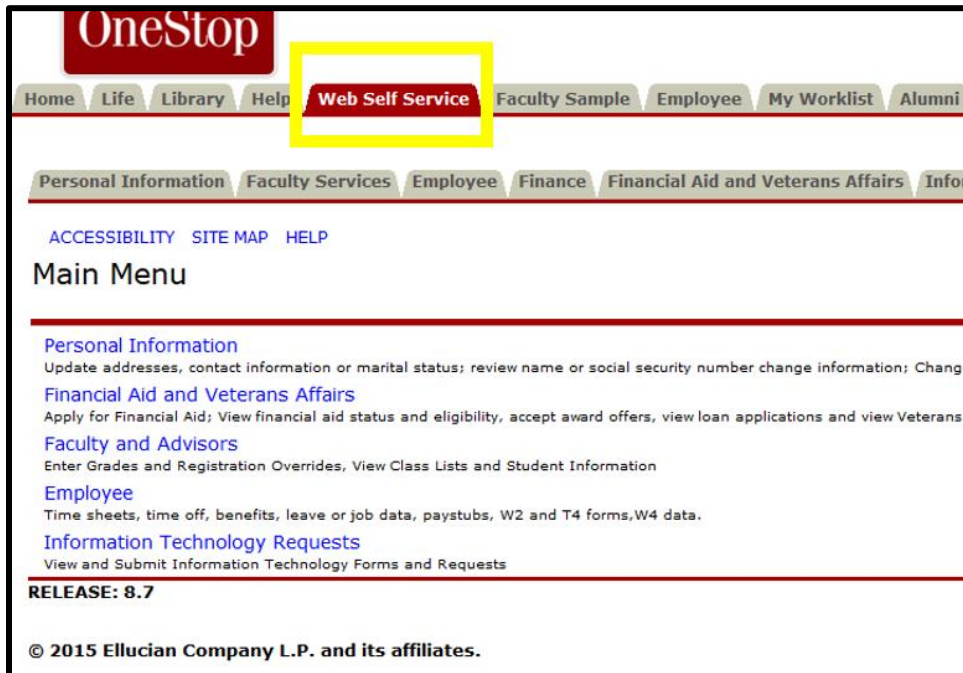 OneStop
Home Life Library Help Web Self Service Faculty Sample Employee My Worklist Alumni
Personal Information Faculty Services Employee Finance Financial Aid and Veterans Affairs
ACCESSIBILITY SITE MAP HELP
Main Menu
Personal Information
Update addresses, contact information or marital status; review name or social security number change information;
Financial Aid and Veterans Affairs
Apply for Financial Aid; View financial aid status and eligibility, accept award offers, view loan applications and view Veterans
Faculty and Advisors
Enter Grades and Registration Overrides, View Class Lists and Student Information
Employee
Time sheets, time off, benefits, leave or job data, paystubs, W2 and T4 forms,W4 data.
Information Technology Requests
View and Submit Information Technology Forms and Requests
RELEASE: 8.7
© 2015 Ellucian Company L.P. and its affiliates.